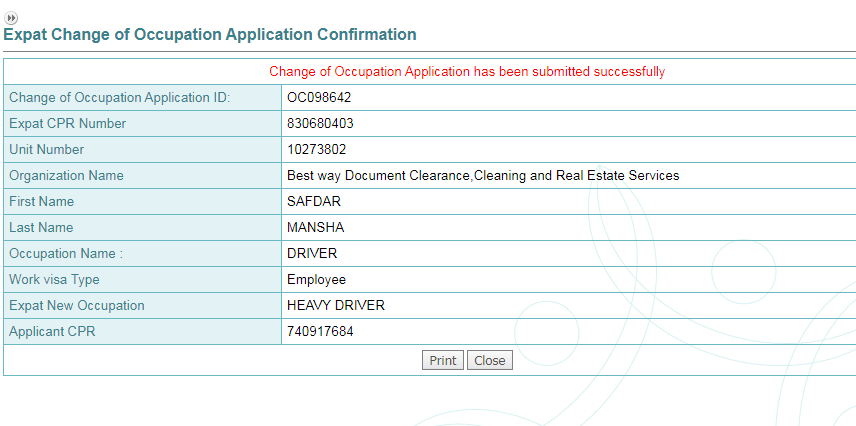 Expat Change of Occupation Application Confirmation
Change of Occupation Application has been submitted successfully
Change of Occupation Application ID: OC098642
Expat CPR Number 830680403
Unit Number 10273802
Organization Name Best way Document Clearance,Cleaning and Real Estate Services
First Name SAFDAR
Last Name MANSHA
Occupation Name : DRIVER
Work visa Type Employee
Expat New Occupation HEAVY DRIVER
Applicant CPR 740917684
Print Close